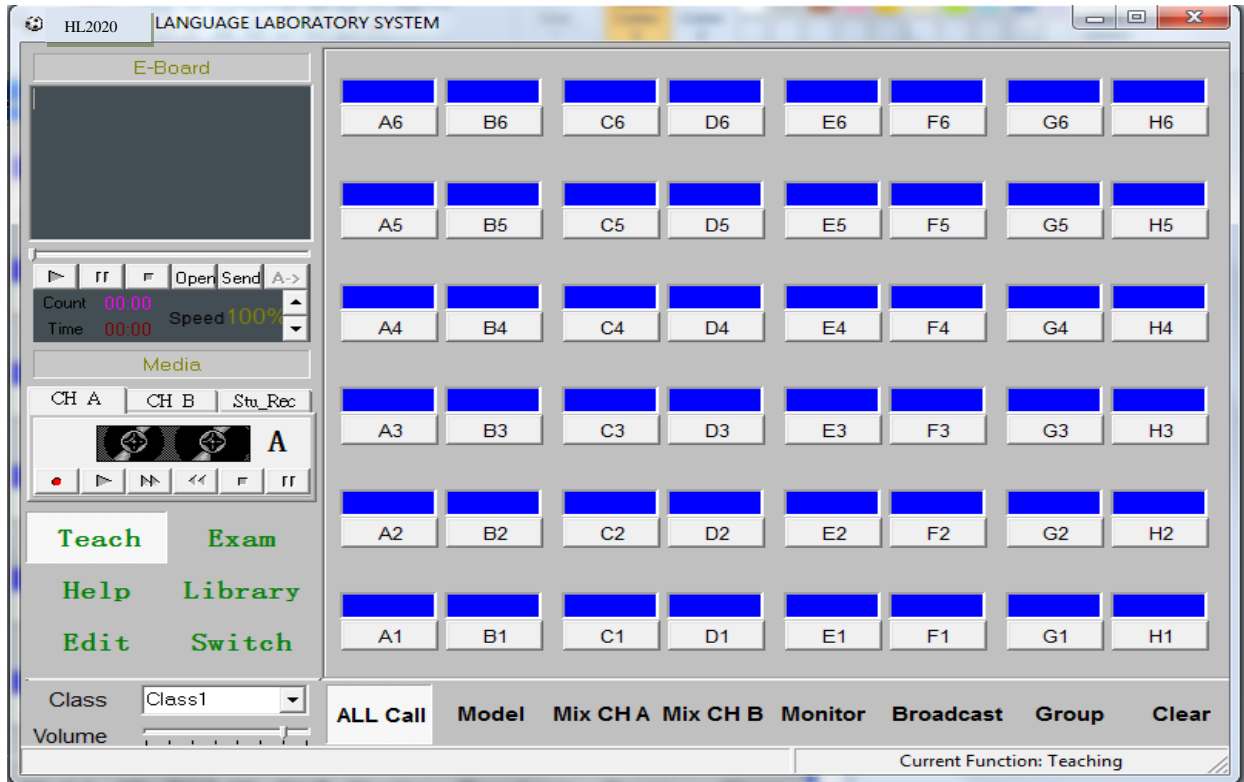 HL2020 LANGUAGE LABORATORY SYSTEM
E-Board
Open Send A->
Count 00:00
Time 00:00
Speed 100%
Media
CH A CH B Stu_Rec
A
Teach Exam
Help Library
Edit Switch
Class Class1
Volume
A6 B6 C6 D6 E6 F6 G6 H6
A5 B5 C5 D5 E5 F5 G5 H5
A4 B4 C4 D4 E4 F4 G4 H4
A3 B3 C3 D3 E3 F3 G3 H3
A2 B2 C2 D2 E2 F2 G2 H2
A1 B1 C1 D1 E1 F1 G1 H1
ALL Call Model Mix CH A Mix CH B Monitor Broadcast Group Clear
Current Function: Teaching